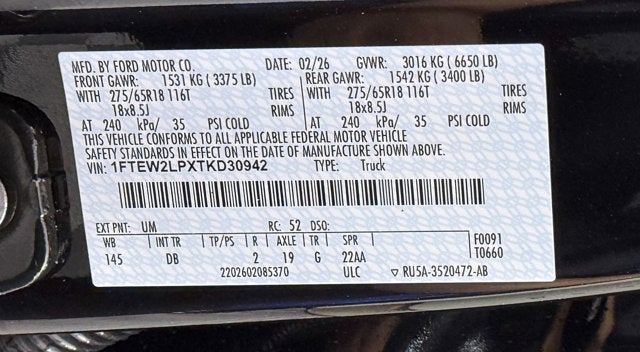 MFD. BY FORD MOTOR CO. DATE: 02/26 GVWR: 3016 KG ( 6650 LB)
FRONT GAWR: 1531 KG ( 3375 LB) REAR GAWR: 1542 KG ( 3400 LB)
WITH 275/65R18 116T TIRES WITH 275/65R18 116T TIRES
18x8.5J RIMS 18x8.5J RIMS
AT 240 kPa/ 35 PSI COLD AT 240 kPa/ 35 PSI COLD
THIS VEHICLE CONFORMS TO ALL APPLICABLE FEDERAL MOTOR VEHICLE
SAFETY STANDARDS IN EFFECT ON THE DATE OF MANUFACTURE SHOWN ABOVE.
VIN: 1FTEW2LPXTKD30942 TYPE: Truck
EXT PNT: UM RC: 52 DSO:
WB INT TR TP/PS R AXLE TR SPR F0091
145 DB 2 19 G 22AA T0660
2202602085370 ULC ▽ RU5A-3520472-AB